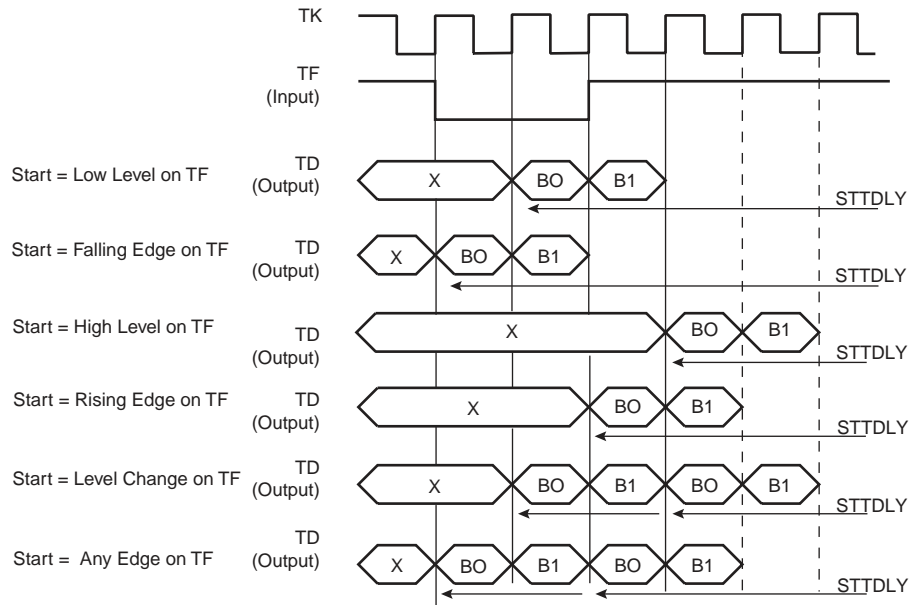 TK
TF
(Input)
Start = Low Level on TF
TD
(Output)
X
BO
B1
STTDLY
Start = Falling Edge on TF
TD
(Output)
X
BO
B1
STTDLY
Start = High Level on TF
TD
(Output)
X
BO
B1
STTDLY
Start = Rising Edge on TF
TD
(Output)
X
BO
B1
STTDLY
Start = Level Change on TF
TD
(Output)
X
BO
B1
BO
B1
STTDLY
Start = Any Edge on TF
TD
(Output)
X
BO
B1
BO
B1
STTDLY